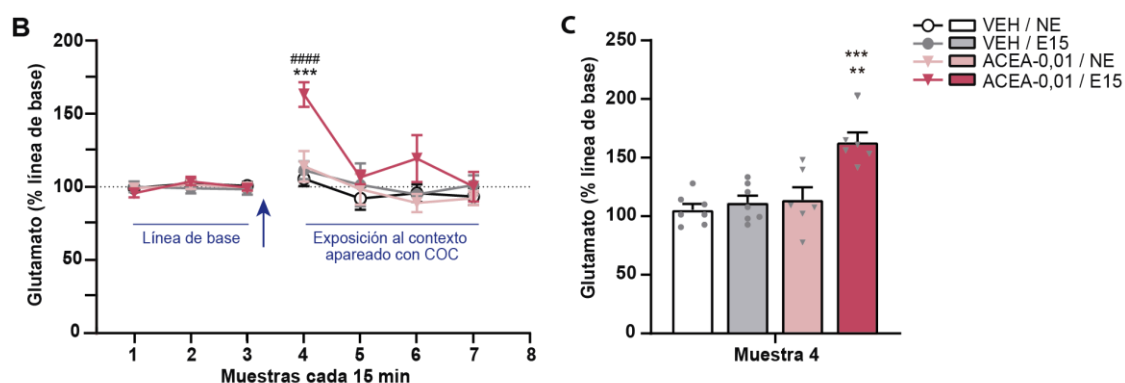 B
Glutamato (% línea de base)
200
150
100
50
0
####
***
Línea de base
Exposición al contexto
apareado con COC
1 2 3 4 5 6 7 8
Muestras cada 15 min
C
Glutamato (% línea de base)
250
200
150
100
50
0
***
**
Muestra 4
VEH / NE
VEH / E15
ACEA-0,01 / NE
ACEA-0,01 / E15